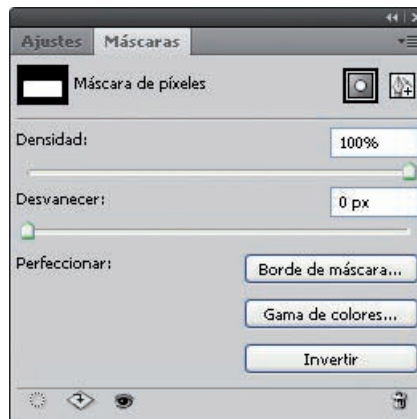 Ajustes Máscaras
Máscara de píxeles
Densidad: 100%
Desvanecer: 0 px
Perfeccionar: Borde de máscara...
Gama de colores...
Invertir